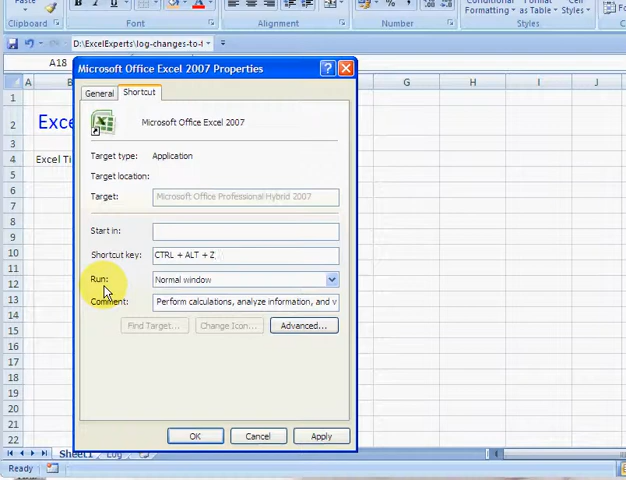 Font
Alignment
Number
Conditional Formatting
Format as Table
Cell Styles
D:\ExcelExperts\log-changes-to-
A18
Microsoft Office Excel 2007 Properties
General
Shortcut
Microsoft Office Excel 2007
Target type: Application
Target location:
Target: Microsoft Office Professional Hybrid 2007
Start in:
Shortcut key: CTRL + ALT + Z
Run: Normal window
Comment: Perform calculations, analyze information, and v
Find Target...
Change Icon...
Advanced...
OK
Cancel
Apply
A
G
H
I
J
1
2
Exce
3
4
Excel Ti
5
6
7
8
9
10
11
12
13
14
15
16
17
18
19
20
21
22
Sheet1
Log
Ready